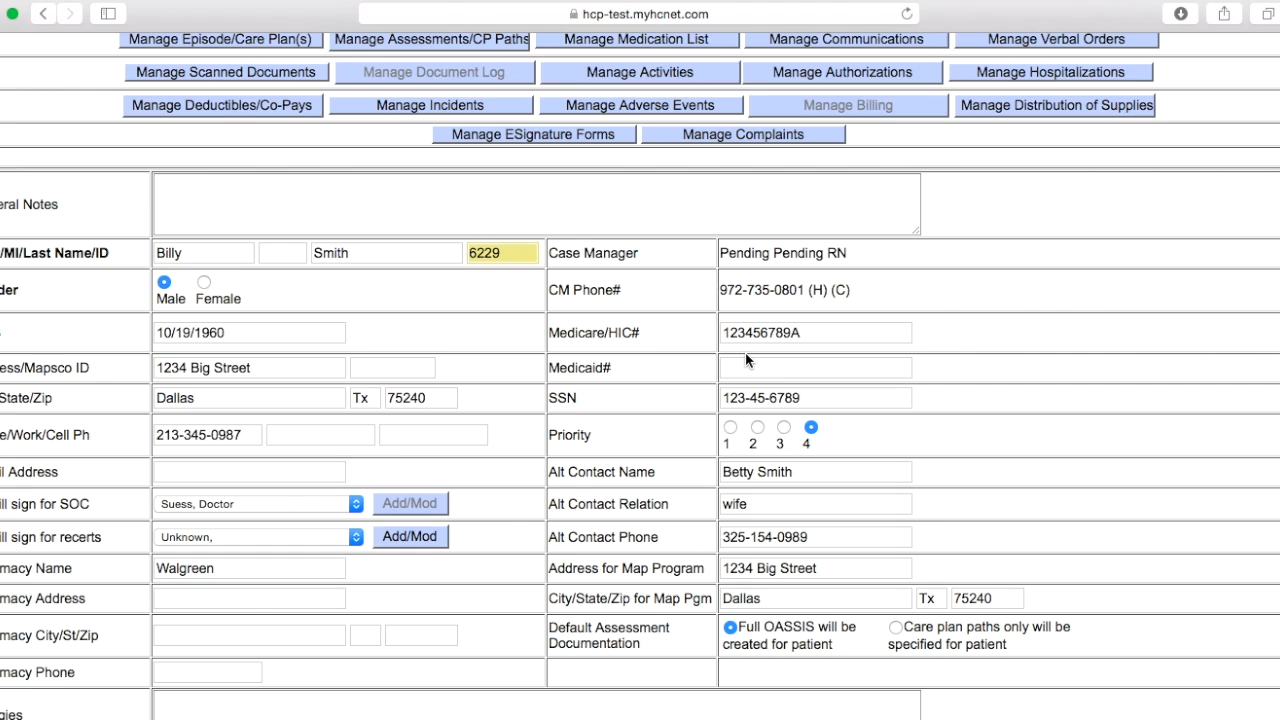 hcp-test.myhcnet.com
Manage Episode/Care Plan(s) Manage Assessments/CP Paths Manage Medication List Manage Communications Manage Verbal Orders
Manage Scanned Documents Manage Document Log Manage Activities Manage Authorizations Manage Hospitalizations
Manage Deductibles/Co-Pays Manage Incidents Manage Adverse Events Manage Billing Manage Distribution of Supplies
Manage ESignature Forms Manage Complaints
eral Notes
/MI/Last Name/ID Billy Smith 6229 Case Manager Pending Pending RN
der Male Female CM Phone# 972-735-0801 (H) (C)
10/19/1960 Medicare/HIC# 123456789A
ess/Mapsco ID 1234 Big Street Medicaid#
State/Zip Dallas Tx 75240 SSN 123-45-6789
e/Work/Cell Ph 213-345-0987 Priority 1 2 3 4
il Address Alt Contact Name Betty Smith
ill sign for SOC Suess, Doctor Add/Mod Alt Contact Relation wife
ill sign for recerts Unknown, Add/Mod Alt Contact Phone 325-154-0989
macy Name Walgreen Address for Map Program 1234 Big Street
macy Address City/State/Zip for Map Pgm Dallas Tx 75240
macy City/St/Zip Default Assessment Full OASSIS will be Care plan paths only will be
Documentation created for patient specified for patient
macy Phone
gies